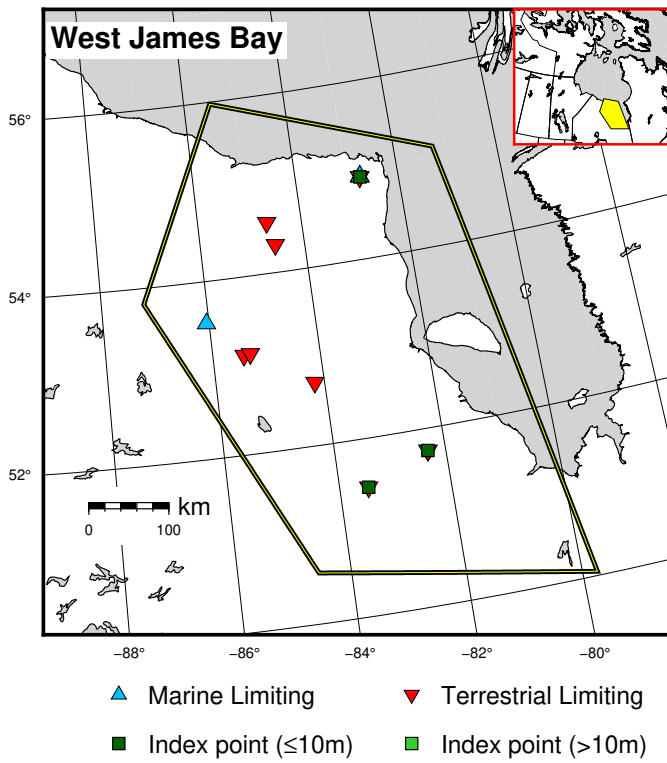 West James Bay
56°
54°
52°
km
0 100
−88° −86° −84° −82° −80°
Marine Limiting Terrestrial Limiting
Index point (≤10m) Index point (>10m)